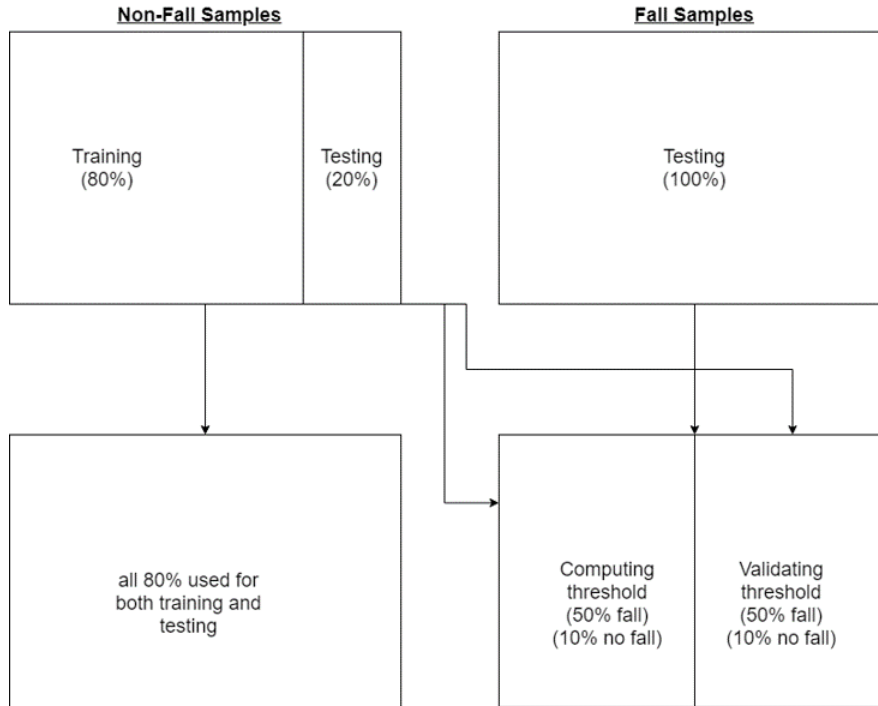 Non-Fall Samples
Fall Samples
Training
(80%)
Testing
(20%)
Testing
(100%)
all 80% used for
both training and
testing
Computing
threshold
(50% fall)
(10% no fall)
Validating
threshold
(50% fall)
(10% no fall)